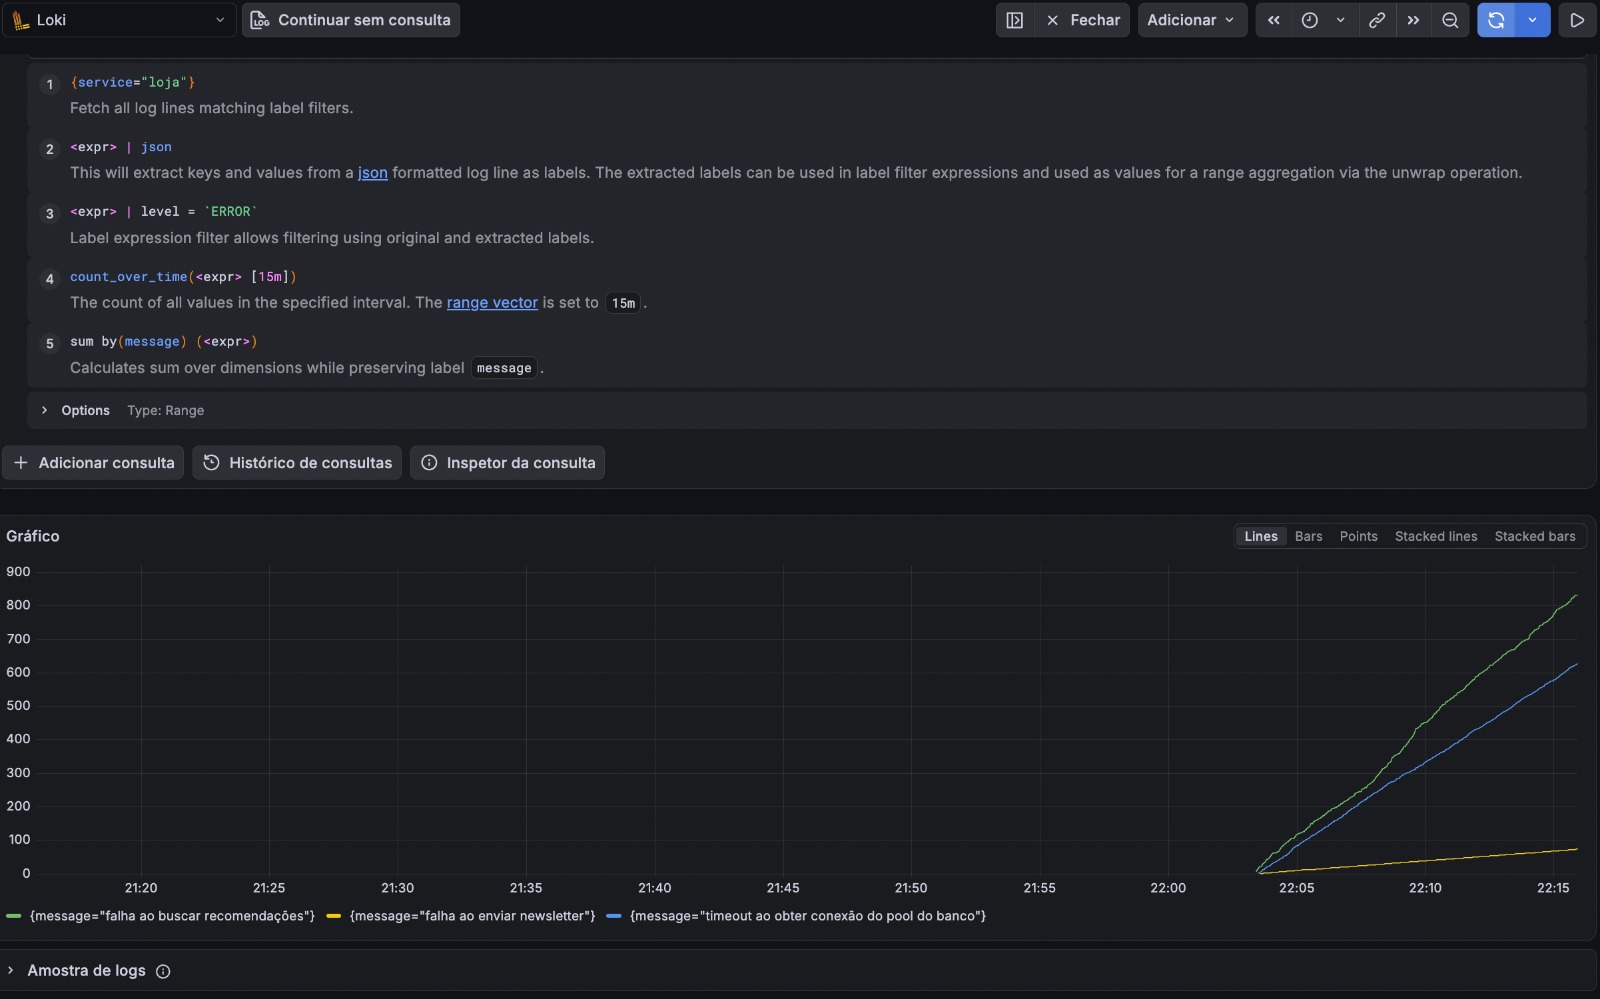 Loki
Continuar sem consulta
Fechar
Adicionar
1 {service="loja"}
Fetch all log lines matching label filters.
2 <expr> | json
This will extract keys and values from a json formatted log line as labels. The extracted labels can be used in label filter expressions and used as values for a range aggregation via the unwrap operation.
3 <expr> | level = `ERROR`
Label expression filter allows filtering using original and extracted labels.
4 count_over_time(<expr> [15m])
The count of all values in the specified interval. The range vector is set to 15m .
5 sum by(message) (<expr>)
Calculates sum over dimensions while preserving label message .
Options Type: Range
Adicionar consulta
Histórico de consultas
Inspetor da consulta
Gráfico
Lines Bars Points Stacked lines Stacked bars
900
800
700
600
500
400
300
200
100
0
21:20 21:25 21:30 21:35 21:40 21:45 21:50 21:55 22:00 22:05 22:10 22:15
{message="falha ao buscar recomendações"} {message="falha ao enviar newsletter"} {message="timeout ao obter conexão do pool do banco"}
Amostra de logs